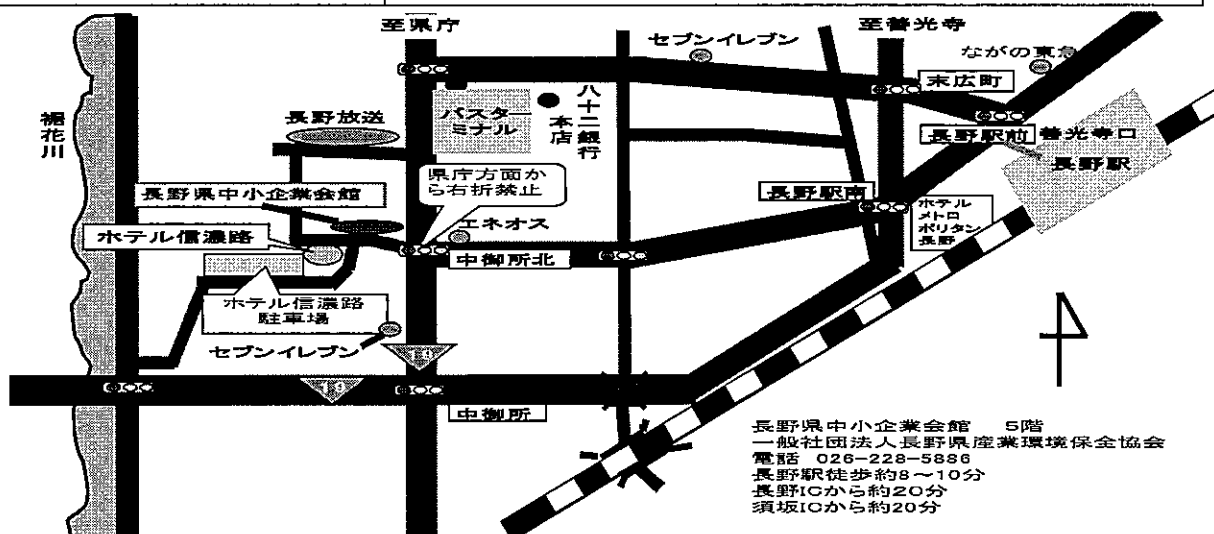 至県庁
至善光寺
セブンイレブン
ながの東急
末広町
裾花川
長野放送
バスター
ミナル
八十二銀行
本店
長野駅前
善光寺口
長野駅
県庁方面か
ら右折禁止
長野県中小企業会館
長野駅南
ホテル
メトロ
ポリタン
長野
エネオス
ホテル信濃路
中御所北
ホテル信濃路
駐車場
セブンイレブン
19
19
中御所
長野県中小企業会館 5階
一般社団法人長野県産業環境保全協会
電話 026-228-5886
長野駅徒歩約8～10分
長野ICから約20分
須坂ICから約20分